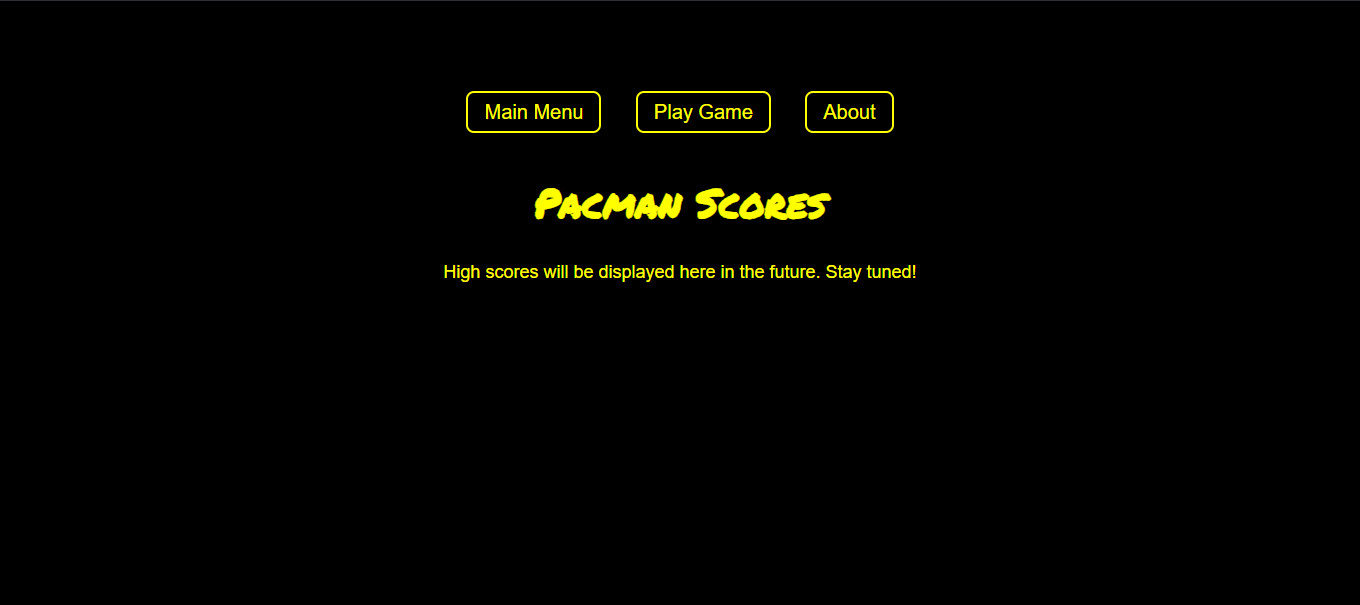 Main Menu Play Game About
Pacman Scores
High scores will be displayed here in the future. Stay tuned!